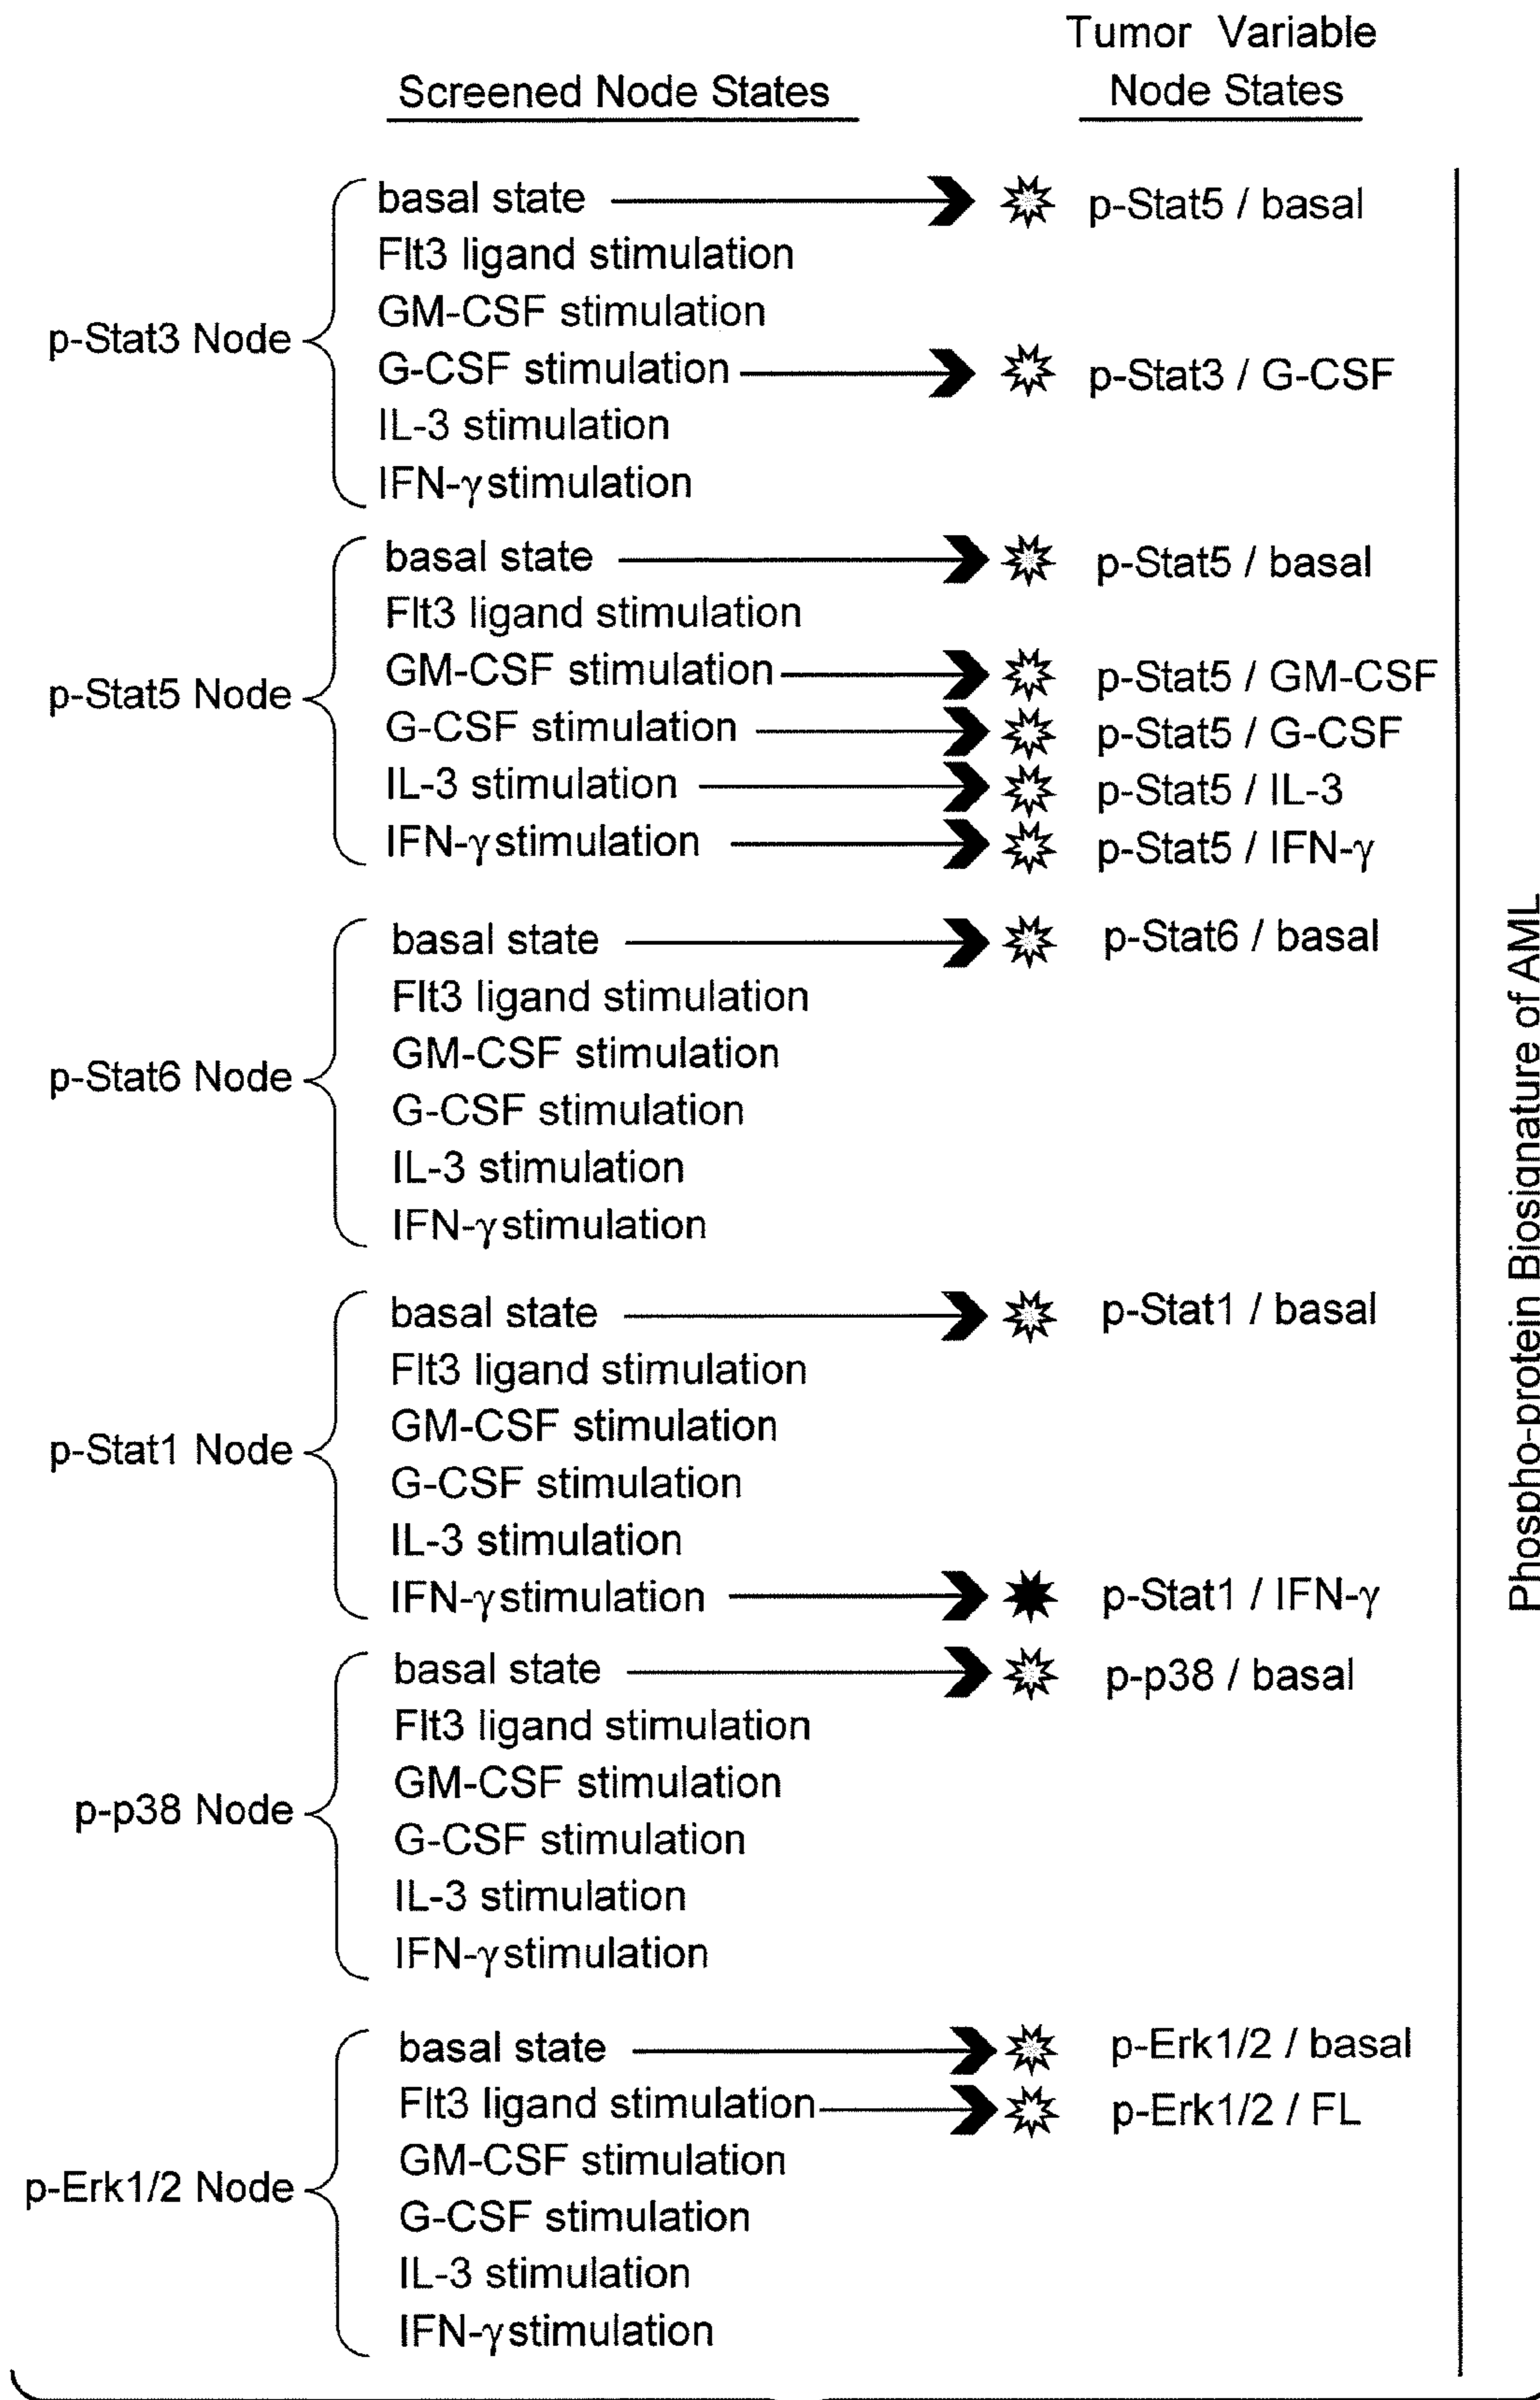 Screened Node States
Tumor Variable
Node States
p-Stat3 Node
basal state
p-Stat5 / basal
Flt3 ligand stimulation
GM-CSF stimulation
G-CSF stimulation
p-Stat3 / G-CSF
IL-3 stimulation
IFN-γ stimulation
p-Stat5 Node
basal state
p-Stat5 / basal
Flt3 ligand stimulation
GM-CSF stimulation
p-Stat5 / GM-CSF
G-CSF stimulation
p-Stat5 / G-CSF
IL-3 stimulation
p-Stat5 / IL-3
IFN-γ stimulation
p-Stat5 / IFN-γ
p-Stat6 Node
basal state
p-Stat6 / basal
Flt3 ligand stimulation
GM-CSF stimulation
G-CSF stimulation
IL-3 stimulation
IFN-γ stimulation
p-Stat1 Node
basal state
p-Stat1 / basal
Flt3 ligand stimulation
GM-CSF stimulation
G-CSF stimulation
IL-3 stimulation
IFN-γ stimulation
p-Stat1 / IFN-γ
p-p38 Node
basal state
p-p38 / basal
Flt3 ligand stimulation
GM-CSF stimulation
G-CSF stimulation
IL-3 stimulation
IFN-γ stimulation
p-Erk1/2 Node
basal state
p-Erk1/2 / basal
Flt3 ligand stimulation
p-Erk1/2 / FL
GM-CSF stimulation
G-CSF stimulation
IL-3 stimulation
IFN-γ stimulation
Phospho-protein Biosignature of AML